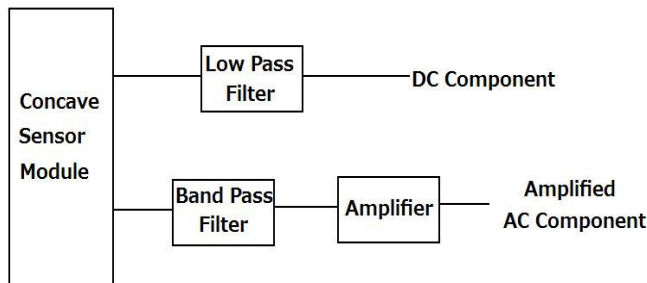 Concave
Sensor
Module
Low Pass
Filter
DC Component
Band Pass
Filter
Amplifier
Amplified
AC Component